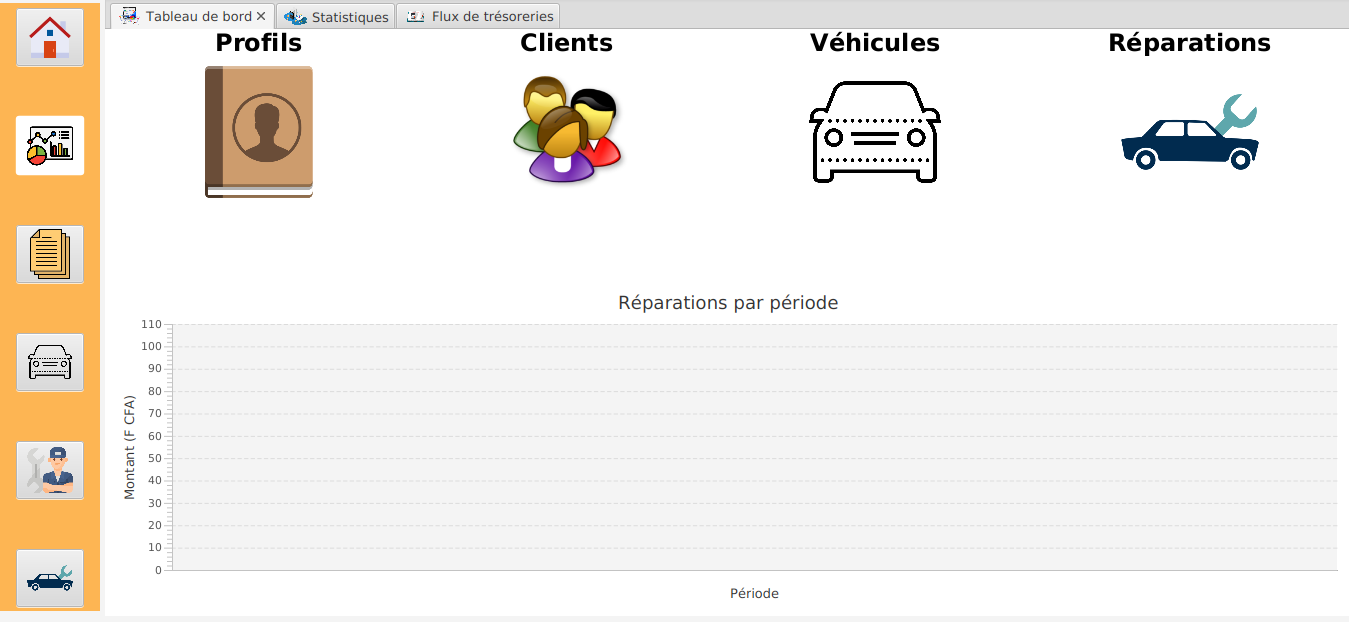 Tableau de bord
Statistiques
Flux de trésoreries
Profils
Clients
Véhicules
Réparations
Réparations par période
110
100
90
80
70
60
50
40
30
20
10
0
Montant (F CFA)
Période